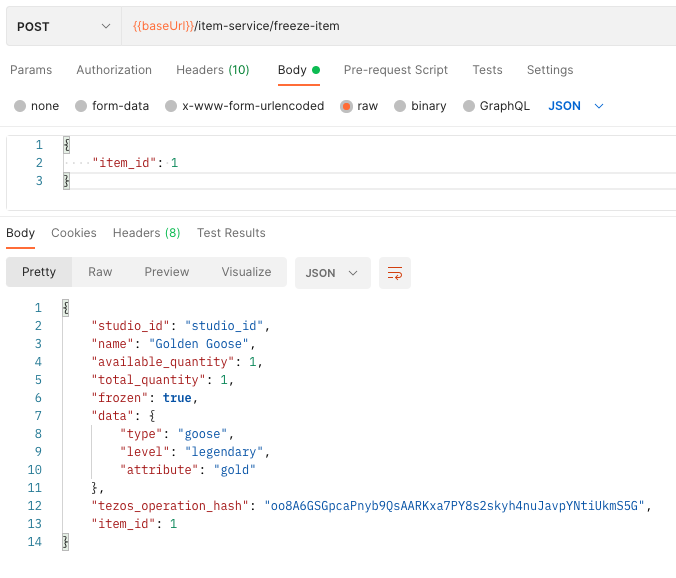 POST {{baseUrl}}/item-service/freeze-item
Params Authorization Headers (10) Body Pre-request Script Tests Settings
none form-data x-www-form-urlencoded raw binary GraphQL JSON
1 {
2 "item_id": 1
3 }
Body Cookies Headers (8) Test Results
Pretty Raw Preview Visualize JSON
1 {
2 "studio_id": "studio_id",
3 "name": "Golden Goose",
4 "available_quantity": 1,
5 "total_quantity": 1,
6 "frozen": true,
7 "data": {
8 "type": "goose",
9 "level": "legendary",
10 "attribute": "gold"
11 },
12 "tezos_operation_hash": "oo8A6GSGpcaPnyb9QsAARKxa7PY8s2skyh4nuJavpYNtiUkmS5G",
13 "item_id": 1
14 }